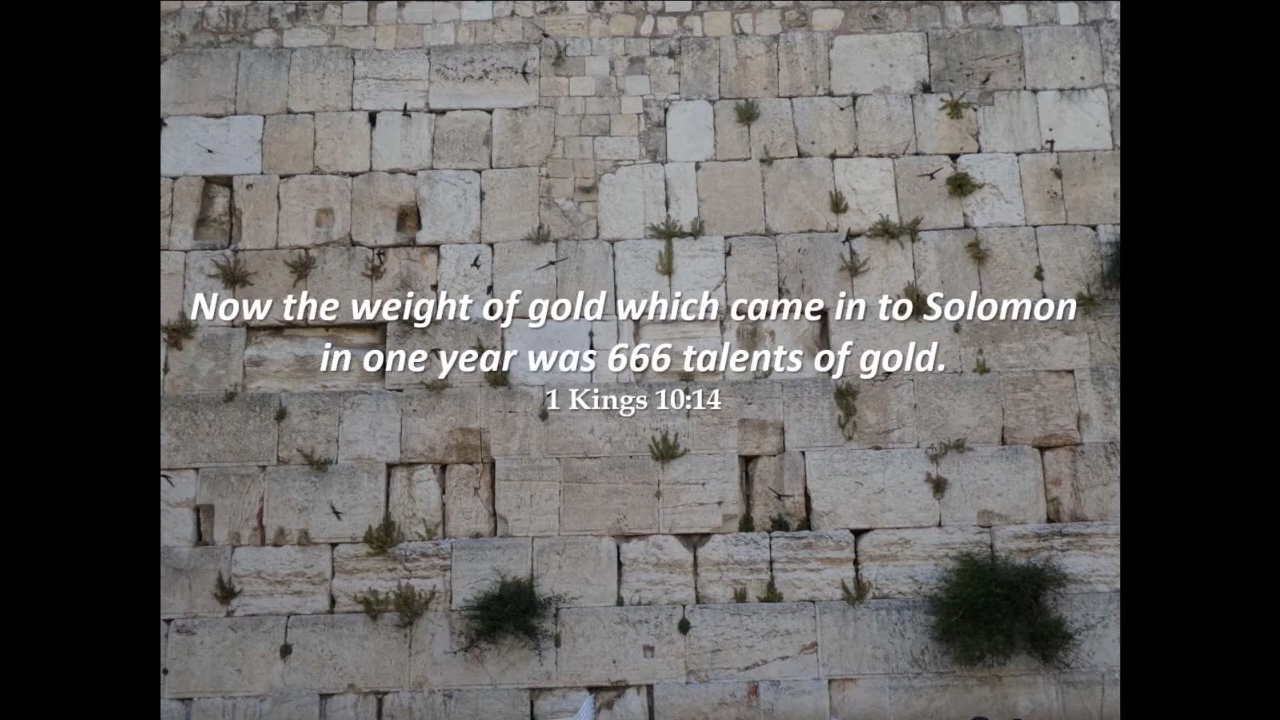 Now the weight of gold which came in to Solomon
in one year was 666 talents of gold.
1 Kings 10:14